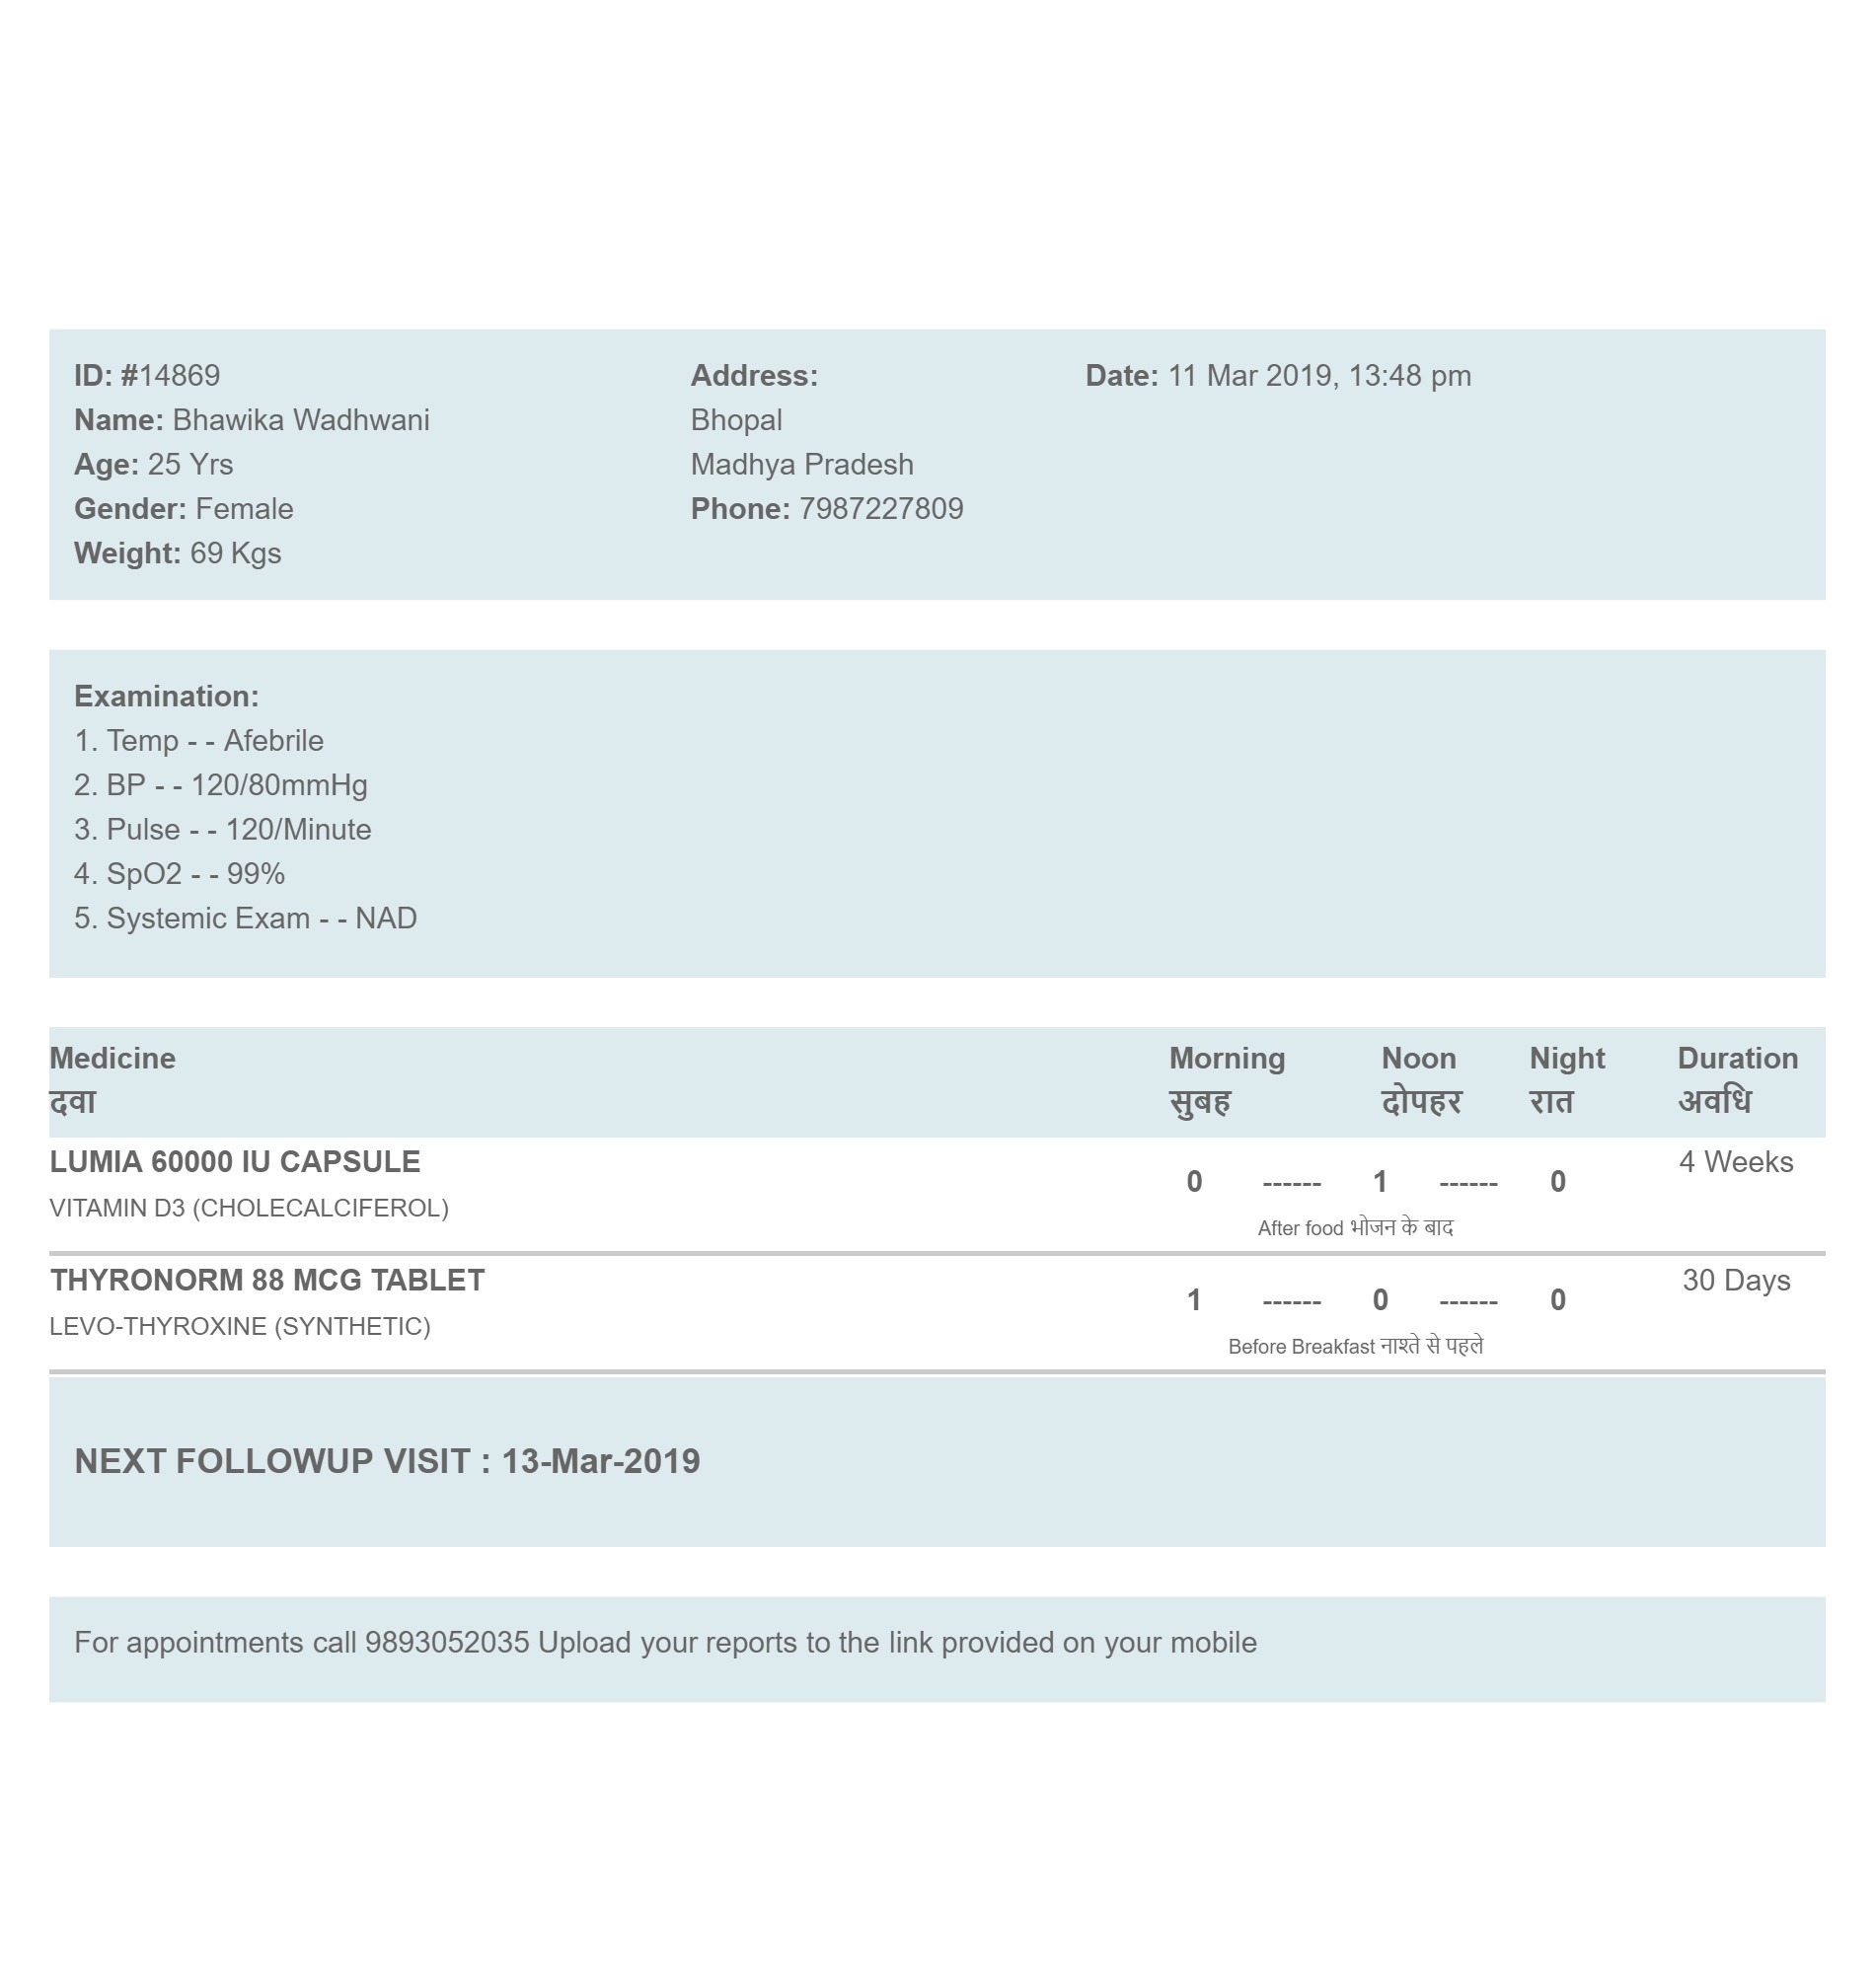 ID: #14869
Name: Bhawika Wadhwani
Age: 25 Yrs
Gender: Female
Weight: 69 Kgs
Address:
Bhopal
Madhya Pradesh
Phone: 7987227809
Date: 11 Mar 2019, 13:48 pm
Examination:
1. Temp - - Afebrile
2. BP - - 120/80mmHg
3. Pulse - - 120/Minute
4. SpO2 - - 99%
5. Systemic Exam - - NAD
Medicine Morning Noon Night Duration
दवा सुबह दोपहर रात अवधि
LUMIA 60000 IU CAPSULE 0 ------ 1 ------ 0 4 Weeks
VITAMIN D3 (CHOLECALCIFEROL) After food भोजन के बाद
THYRONORM 88 MCG TABLET 1 ------ 0 ------ 0 30 Days
LEVO-THYROXINE (SYNTHETIC) Before Breakfast नाश्ते से पहले
NEXT FOLLOWUP VISIT : 13-Mar-2019
For appointments call 9893052035 Upload your reports to the link provided on your mobile